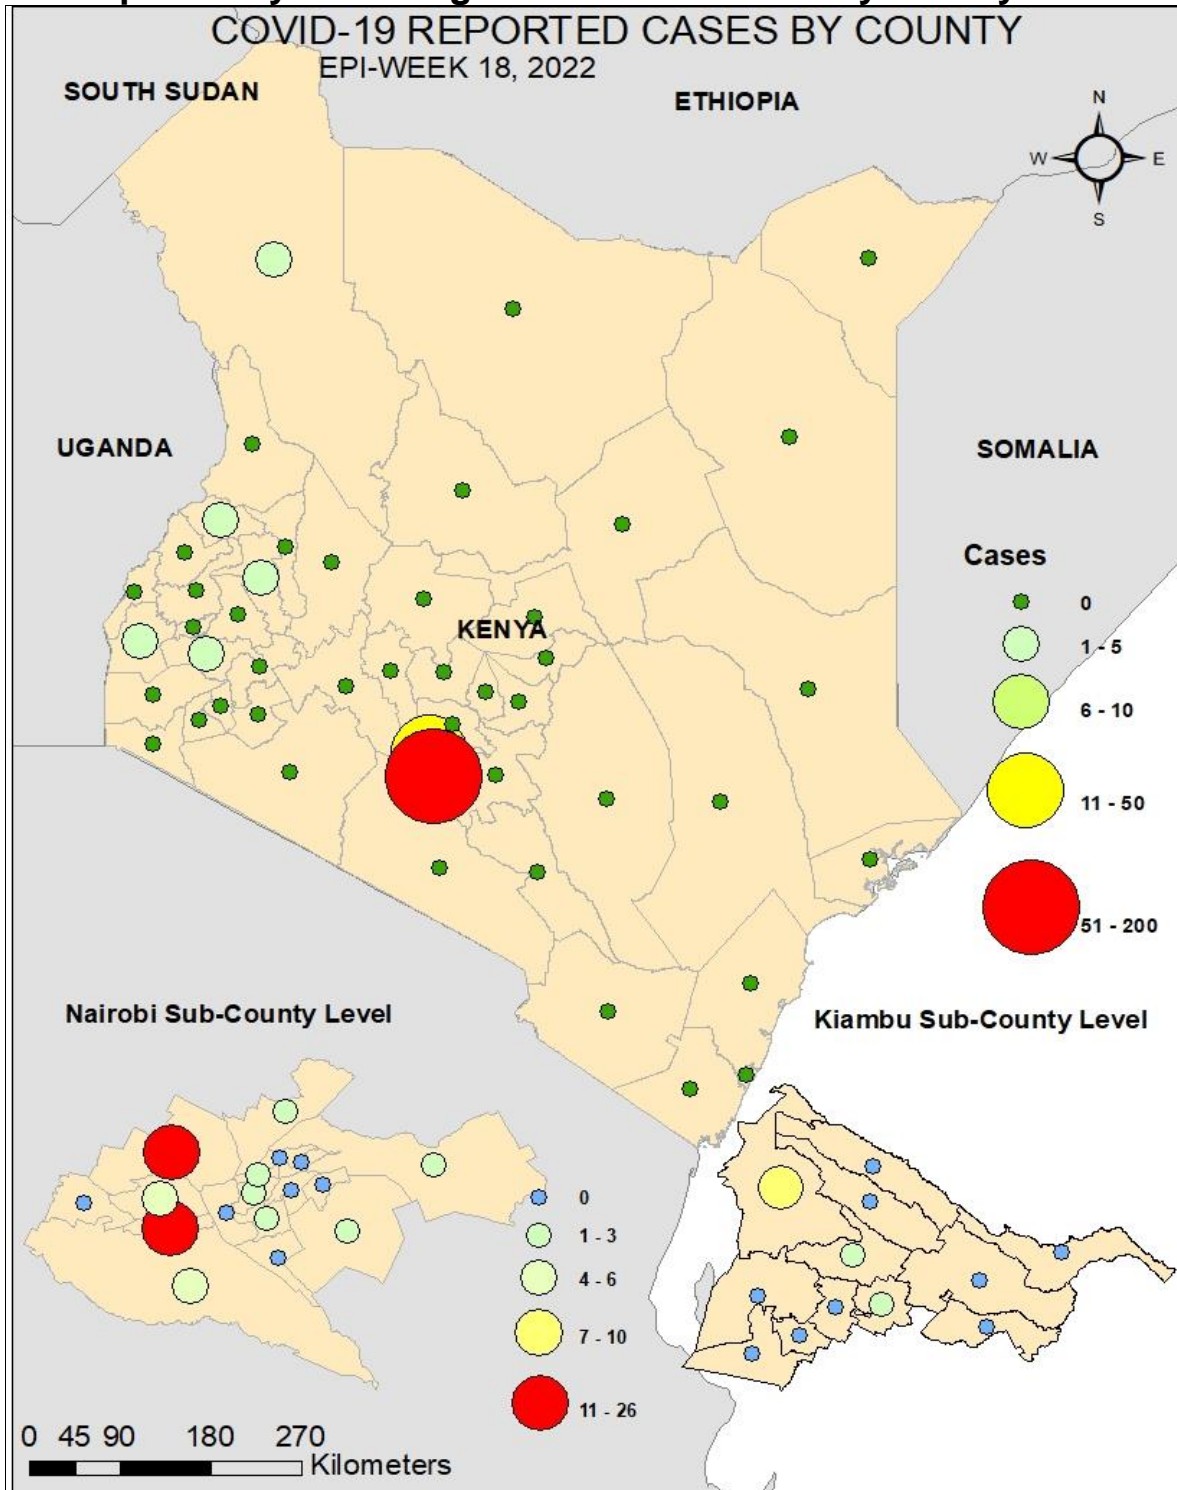 COVID-19 REPORTED CASES BY COUNTY
EPI-WEEK 18, 2022
SOUTH SUDAN
ETHIOPIA
N
W
E
S
UGANDA
SOMALIA
KENYA
Cases
0
1 - 5
6 - 10
11 - 50
51 - 200
Nairobi Sub-County Level
Kiambu Sub-County Level
0
1 - 3
4 - 6
7 - 10
11 - 26
0 45 90 180 270
Kilometers